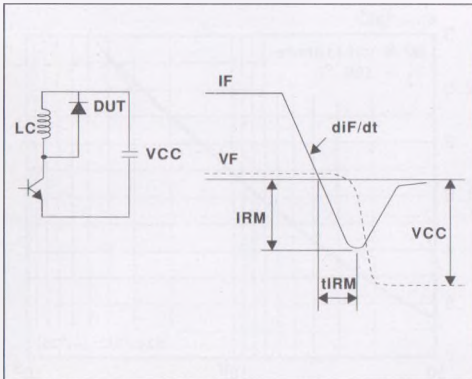 IF
DUT
diF/dt
LC
VCC
VF
IRM
VCC
tIRM